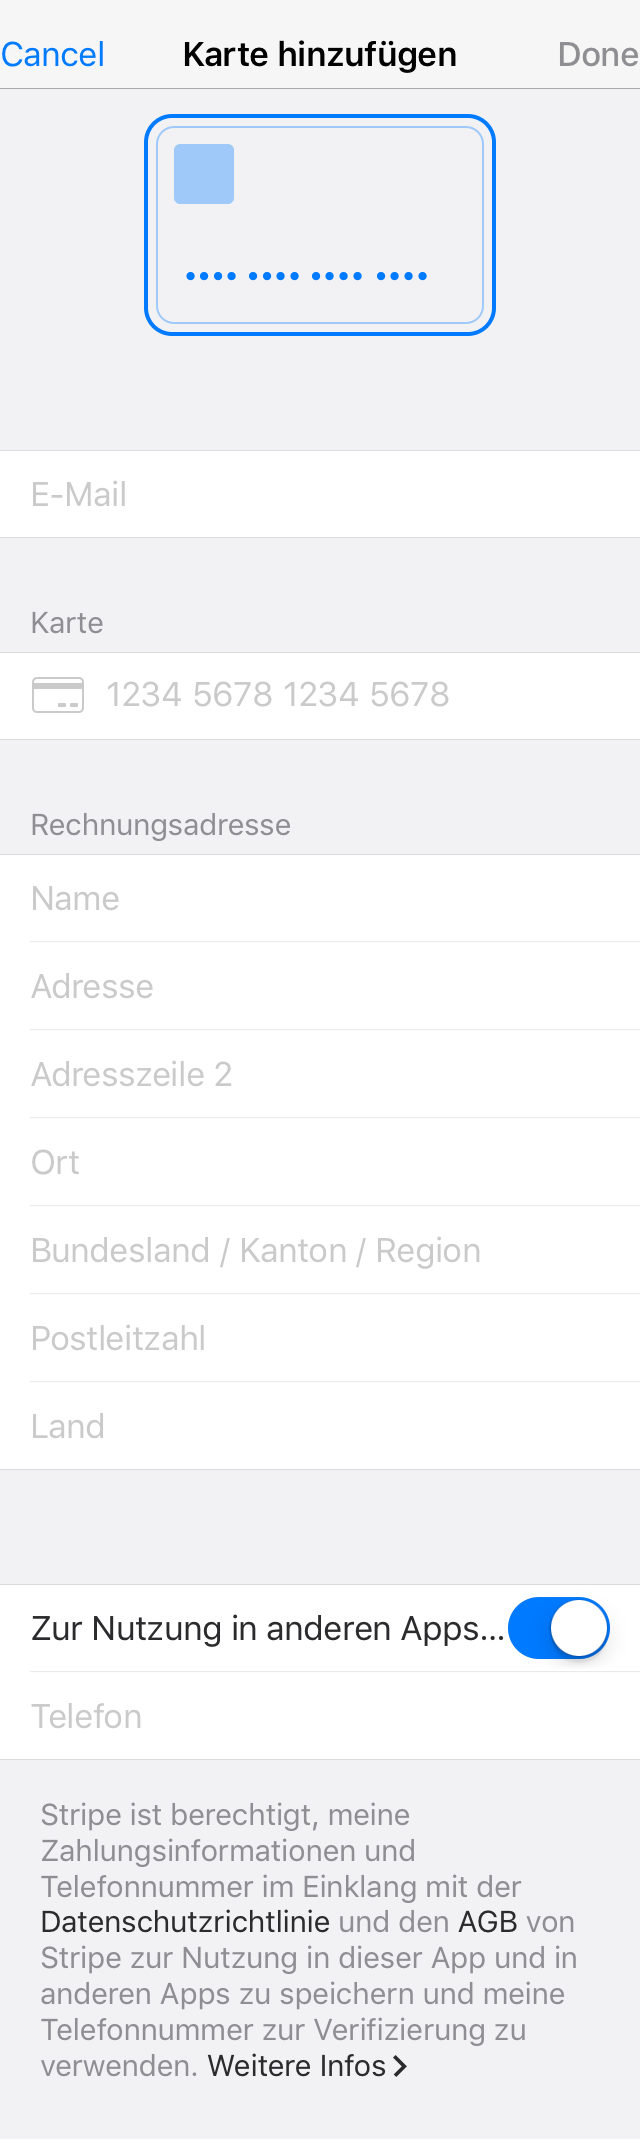 Cancel Karte hinzufügen Done
•••• •••• •••• ••••
E-Mail
Karte
1234 5678 1234 5678
Rechnungsadresse
Name
Adresse
Adresszeile 2
Ort
Bundesland / Kanton / Region
Postleitzahl
Land
Zur Nutzung in anderen Apps...
Telefon
Stripe ist berechtigt, meine
Zahlungsinformationen und
Telefonnummer im Einklang mit der
Datenschutzrichtlinie und den AGB von
Stripe zur Nutzung in dieser App und in
anderen Apps zu speichern und meine
Telefonnummer zur Verifizierung zu
verwenden. Weitere Infos